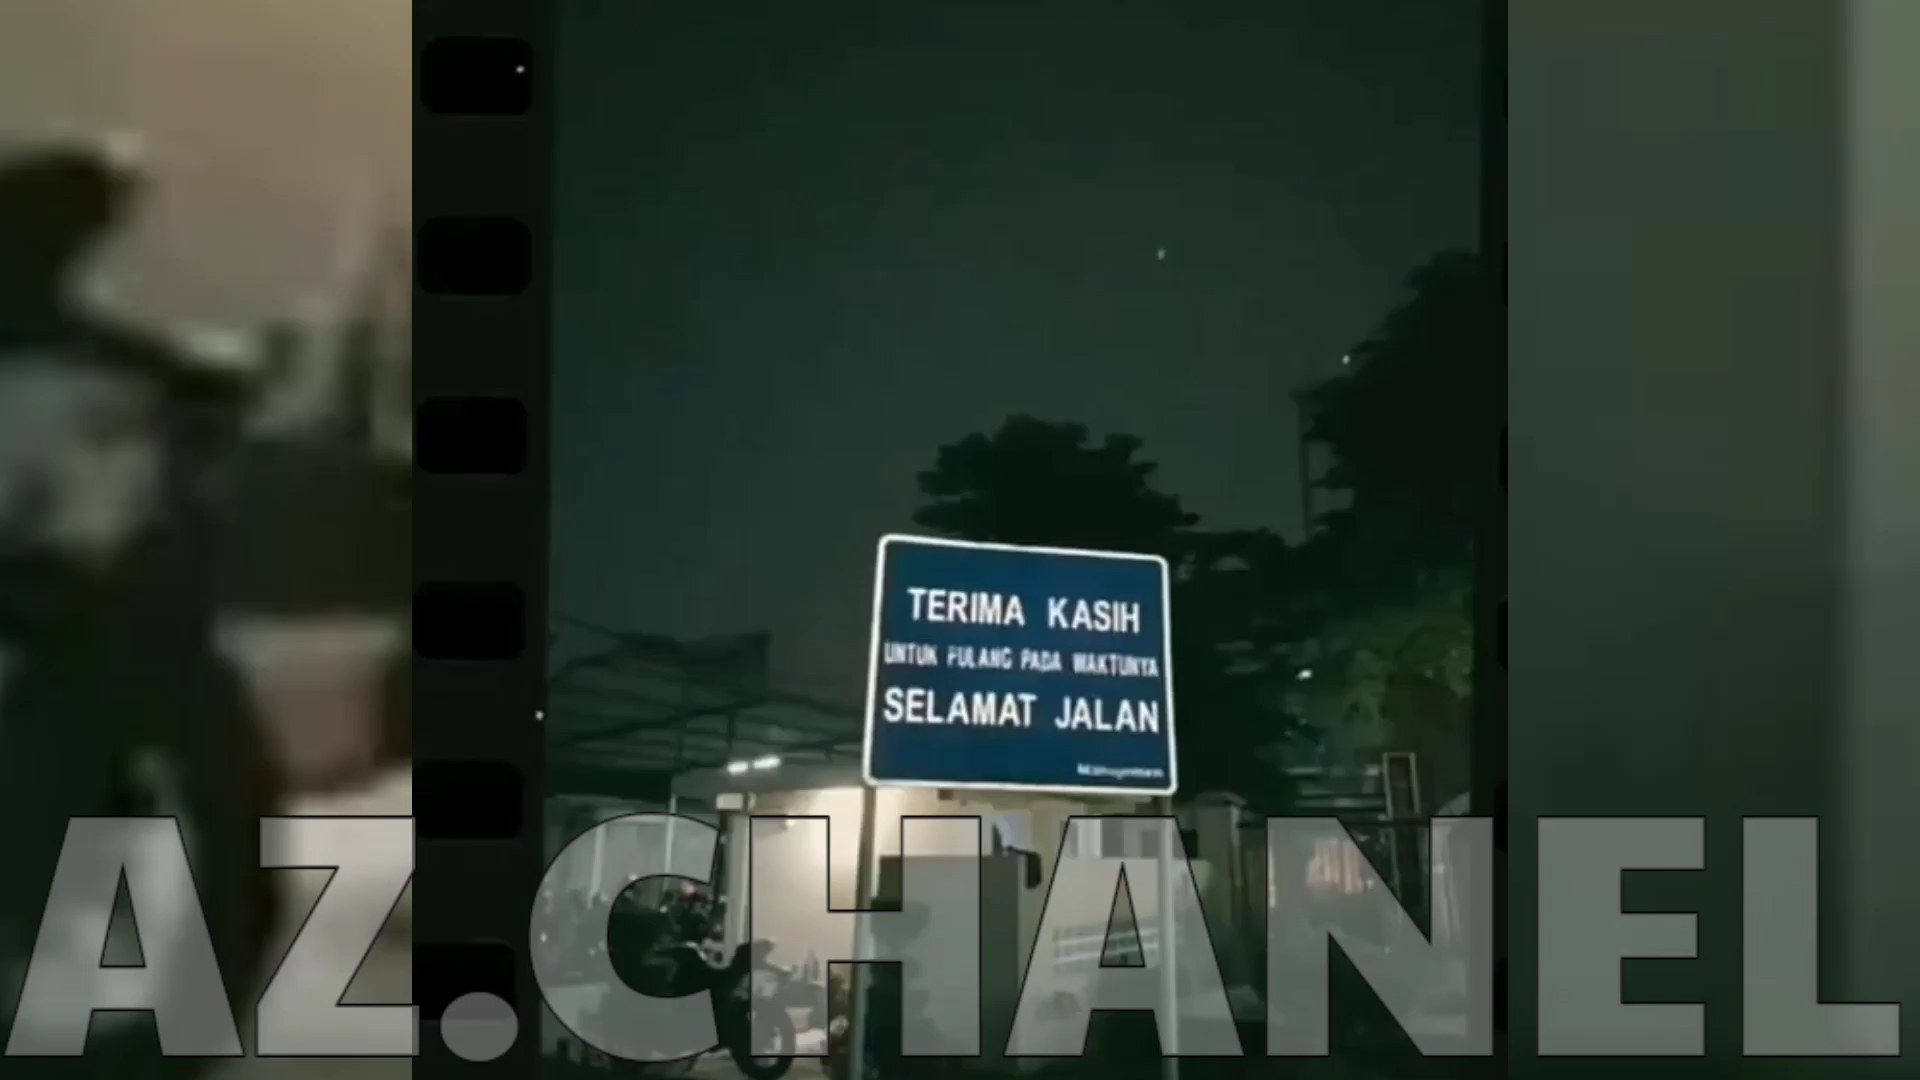 TERIMA KASIH
UNTUK PULANG PADA WAKTUNYA
SELAMAT JALAN
AZ.CHANEL